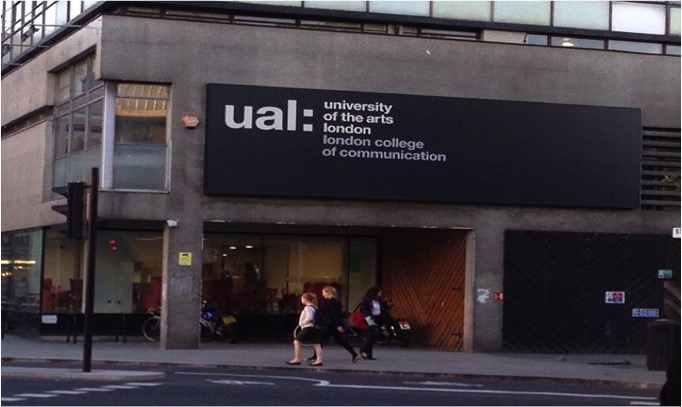 ual:
university
of the arts
london
london college
of communication